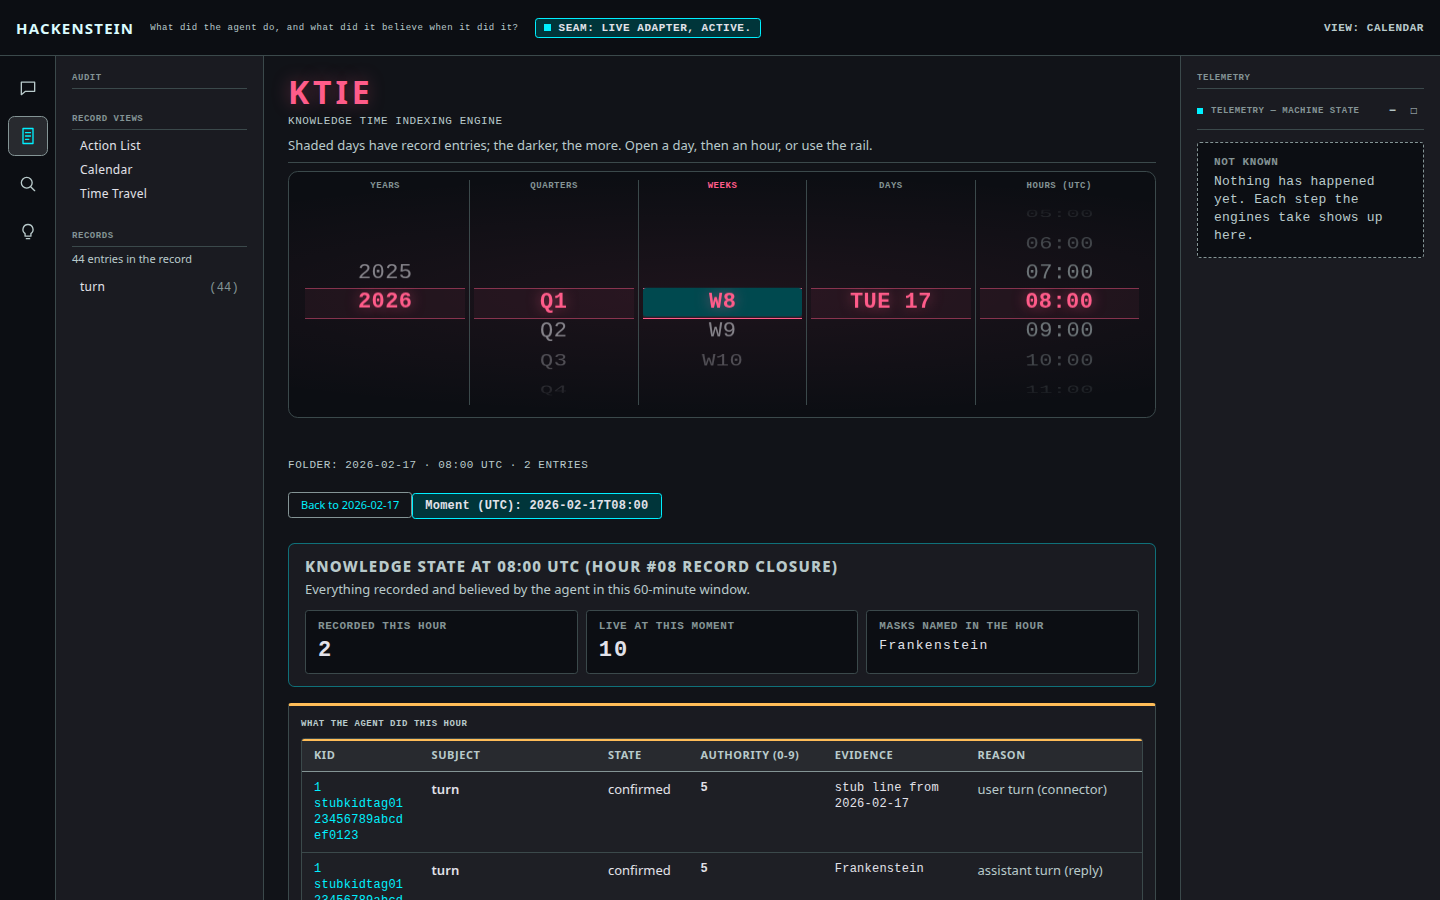 HACKENSTEIN
What did the agent do, and what did it believe when it did it?
SEAM: LIVE ADAPTER, ACTIVE.
VIEW: CALENDAR
AUDIT
RECORD VIEWS
Action List
Calendar
Time Travel
RECORDS
44 entries in the record
turn (44)
KTIE
KNOWLEDGE TIME INDEXING ENGINE
Shaded days have record entries; the darker, the more. Open a day, then an hour, or use the rail.
YEARS QUARTERS WEEKS DAYS HOURS (UTC)
05:00
06:00
2025 07:00
2026 Q1 W8 TUE 17 08:00
Q2 W9 09:00
Q3 W10 10:00
Q4 11:00
FOLDER: 2026-02-17 · 08:00 UTC · 2 ENTRIES
Back to 2026-02-17
Moment (UTC): 2026-02-17T08:00
KNOWLEDGE STATE AT 08:00 UTC (HOUR #08 RECORD CLOSURE)
Everything recorded and believed by the agent in this 60-minute window.
RECORDED THIS HOUR
2
LIVE AT THIS MOMENT
10
MASKS NAMED IN THE HOUR
Frankenstein
WHAT THE AGENT DID THIS HOUR
KID SUBJECT STATE AUTHORITY (0-9) EVIDENCE REASON
1 turn confirmed 5 stub line from user turn (connector)
stubkidtag01 2026-02-17
23456789abcd
ef0123
1 turn confirmed 5 Frankenstein assistant turn (reply)
stubkidtag01
23456789abcd
TELEMETRY
TELEMETRY — MACHINE STATE
NOT KNOWN
Nothing has happened
yet. Each step the
engines take shows up
here.